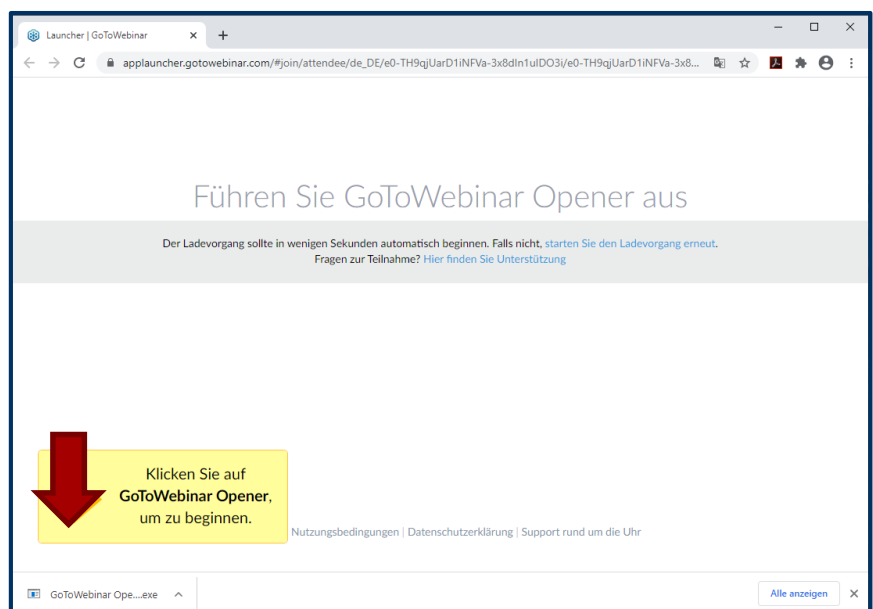 Launcher | GoToWebinar
applauncher.gotowebinar.com/#join/attendee/de_DE/e0-TH9qjUarD1iNFVa-3x8dIn1ulDO3i/e0-TH9qjUarD1iNFVa-3x8...
Führen Sie GoToWebinar Opener aus
Der Ladevorgang sollte in wenigen Sekunden automatisch beginnen. Falls nicht, starten Sie den Ladevorgang erneut.
Fragen zur Teilnahme? Hier finden Sie Unterstützung
Klicken Sie auf
GoToWebinar Opener,
um zu beginnen.
Nutzungsbedingungen | Datenschutzerklärung | Support rund um die Uhr
GoToWebinar Ope....exe
Alle anzeigen